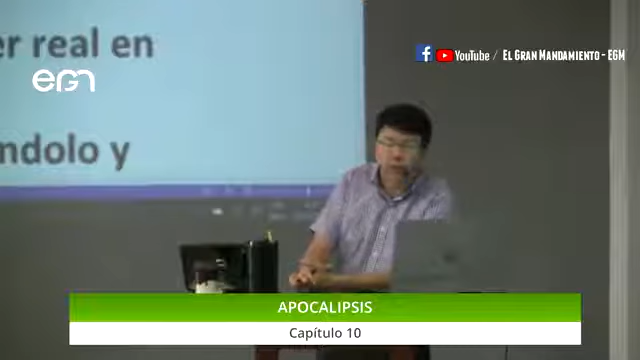 er real en
ndolo y
EGM
YouTube / EL GRAN MANDAMIENTO - EGM
APOCALIPSIS
Capítulo 10